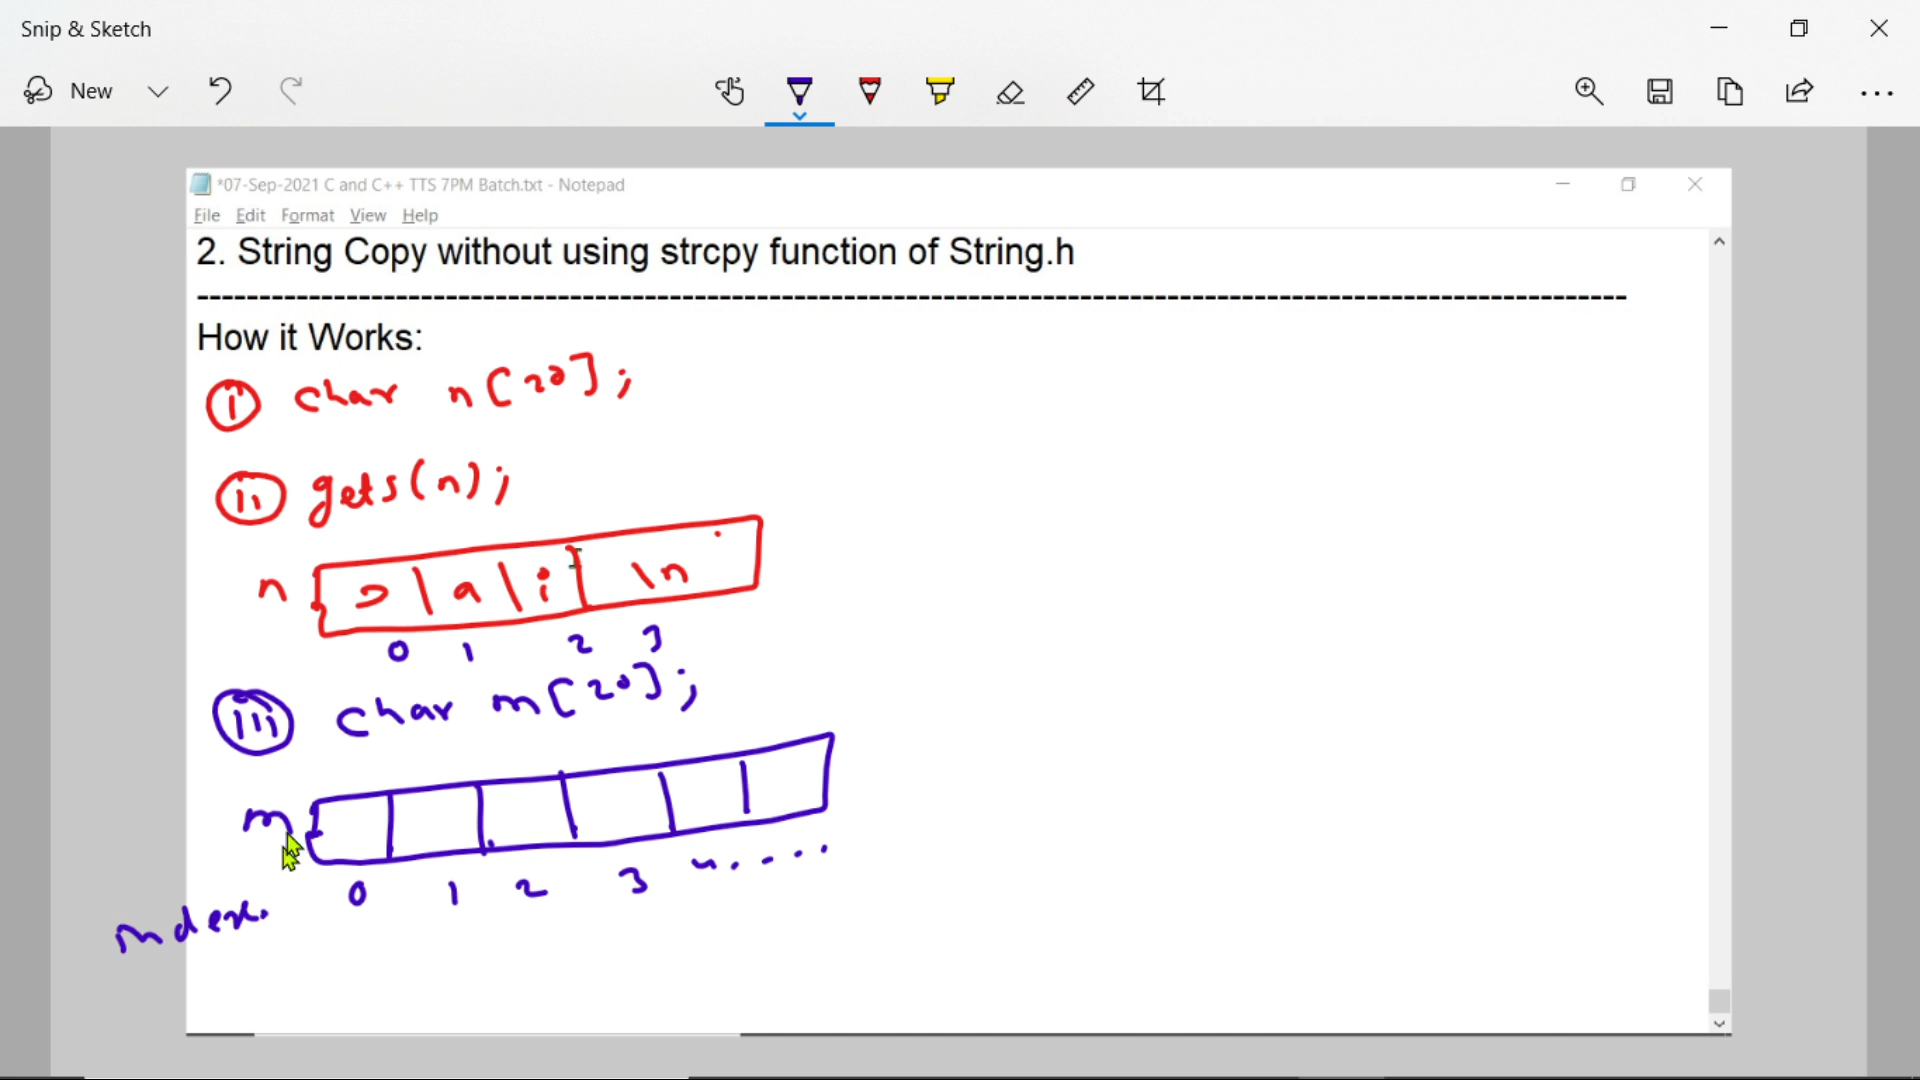 Snip & Sketch
New
*07-Sep-2021 C and C++ TTS 7PM Batch.txt - Notepad
File Edit Format View Help
2. String Copy without using strcpy function of String.h
--------------------------------------------------------------------------------------------------------------------
How it Works:
i char n[20];
ii gets(n);
n a i \n
0 1 2 3
iii char m[20];
m
0 1 2 3 4 . . . .
index.